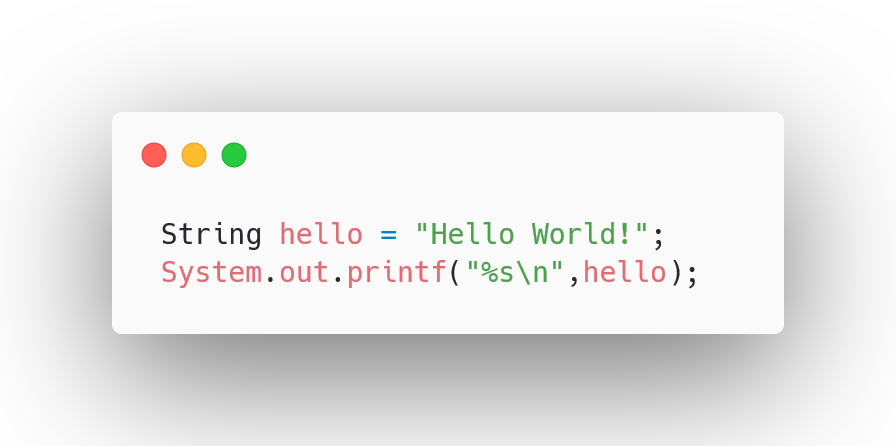 String hello = "Hello World!";
System.out.printf("%s\n",hello);